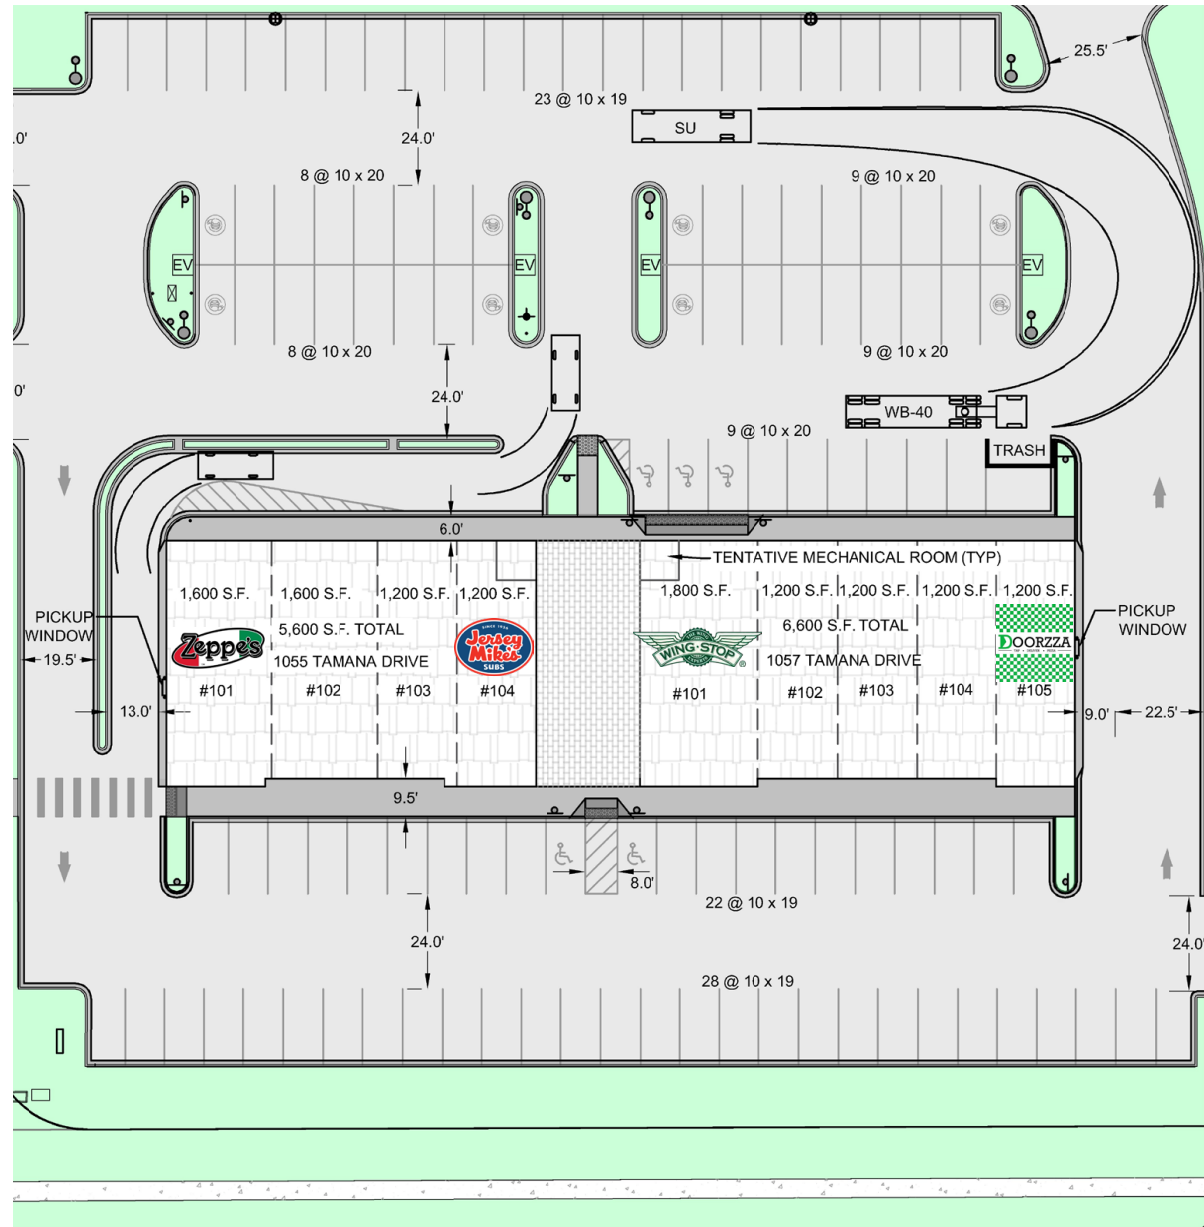 25.5'
23 @ 10 x 19
SU
.0'
24.0'
8 @ 10 x 20
9 @ 10 x 20
EV
EV
EV
EV
8 @ 10 x 20
9 @ 10 x 20
0'
24.0'
WB-40
9 @ 10 x 20
TRASH
6.0'
TENTATIVE MECHANICAL ROOM (TYP)
1,600 S.F.
1,600 S.F.
1,200 S.F.
1,200 S.F.
1,800 S.F.
1,200 S.F.
1,200 S.F.
1,200 S.F.
1,200 S.F.
PICKUP
WINDOW
5,600 S.F. TOTAL
6,600 S.F. TOTAL
PICKUP
WINDOW
Zeppe's
SINCE 1956
Jersey
Mike's
SUBS
WING·STOP
®
DOORZZA
19.5'
1055 TAMANA DRIVE
1057 TAMANA DRIVE
#101
#102
#103
#104
#101
#102
#103
#104
#105
13.0'
9.0'
22.5'
9.5'
8.0'
22 @ 10 x 19
24.0'
24.0'
28 @ 10 x 19